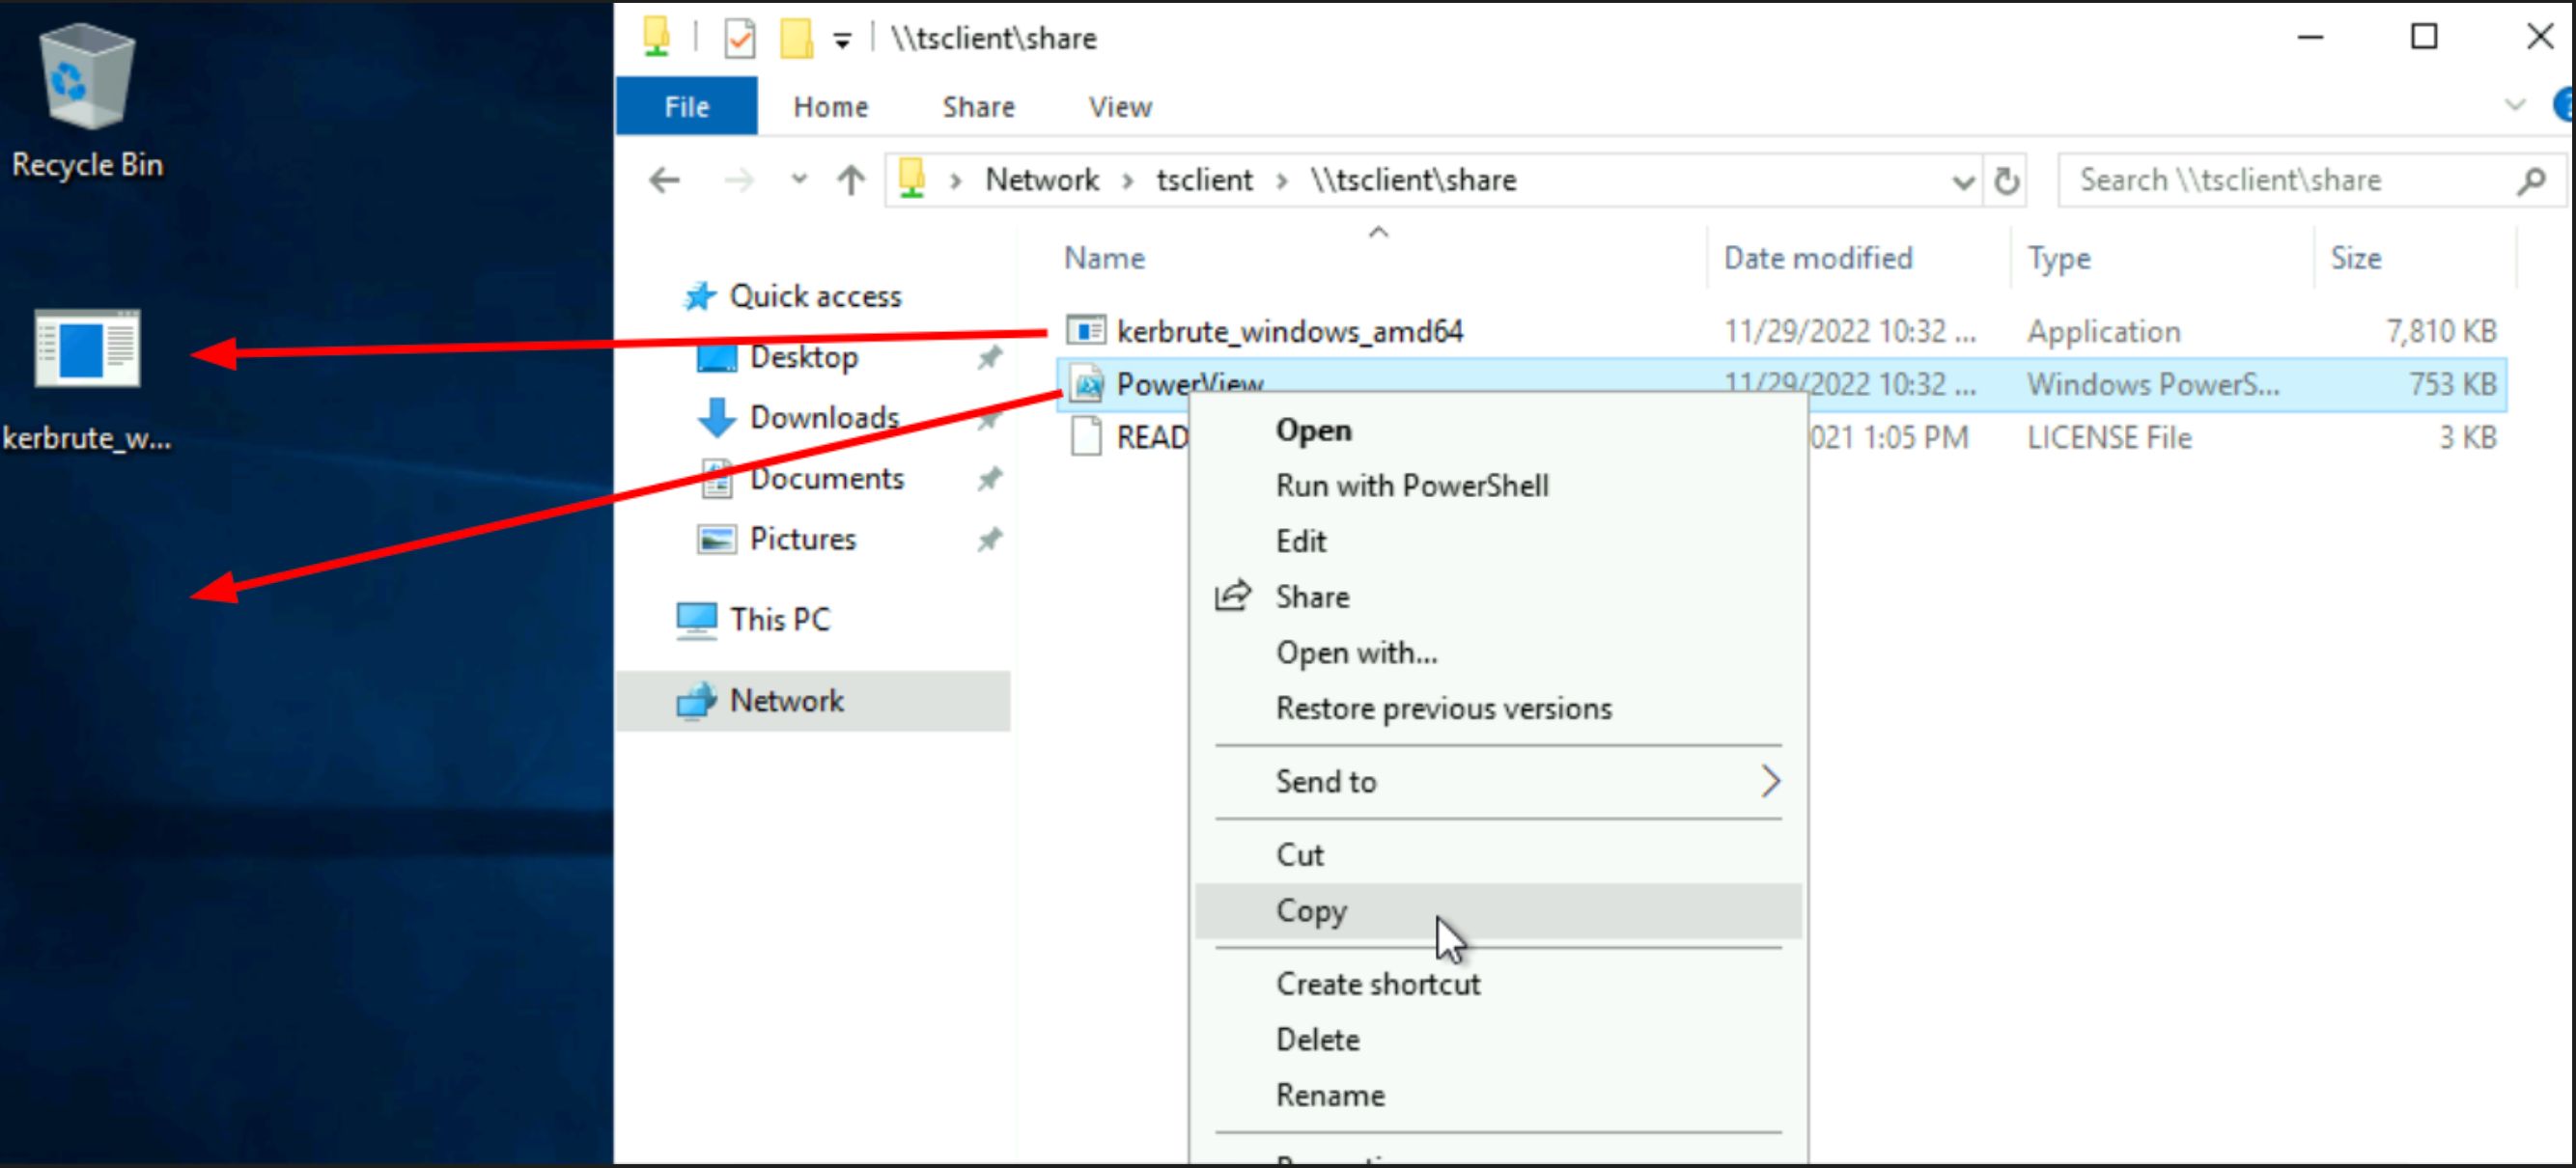 Recycle Bin
kerbrute_w...
\\tsclient\share
File Home Share View
Network tsclient \\tsclient\share
Search \\tsclient\share
Name Date modified Type Size
Quick access
Desktop
Downloads
Documents
Pictures
This PC
Network
kerbrute_windows_amd64 11/29/2022 10:32 ... Application 7,810 KB
PowerView 11/29/2022 10:32 ... Windows PowerS... 753 KB
READ 021 1:05 PM LICENSE File 3 KB
Open
Run with PowerShell
Edit
Share
Open with...
Restore previous versions
Send to
Cut
Copy
Create shortcut
Delete
Rename